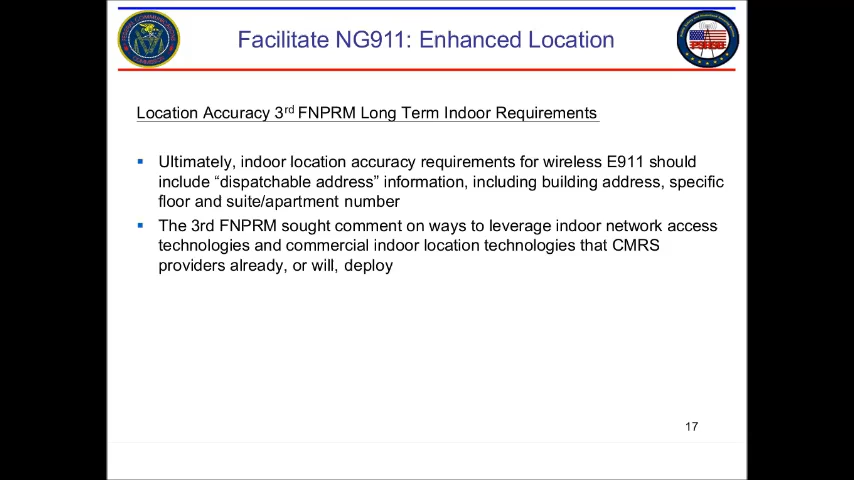 Facilitate NG911: Enhanced Location
Location Accuracy 3rd FNPRM Long Term Indoor Requirements
▪ Ultimately, indoor location accuracy requirements for wireless E911 should
include “dispatchable address” information, including building address, specific
floor and suite/apartment number
▪ The 3rd FNPRM sought comment on ways to leverage indoor network access
technologies and commercial indoor location technologies that CMRS
providers already, or will, deploy
17